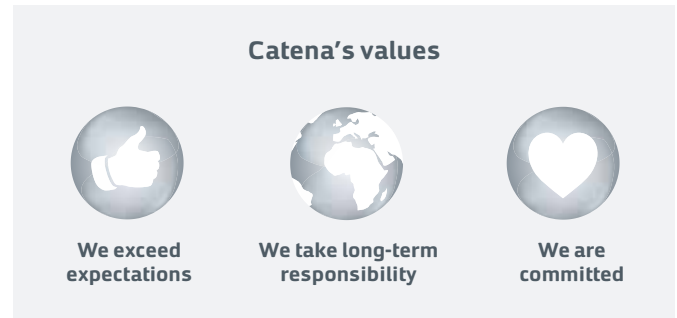 Catena’s values
We exceed
expectations
We take long-term
responsibility
We are
committed